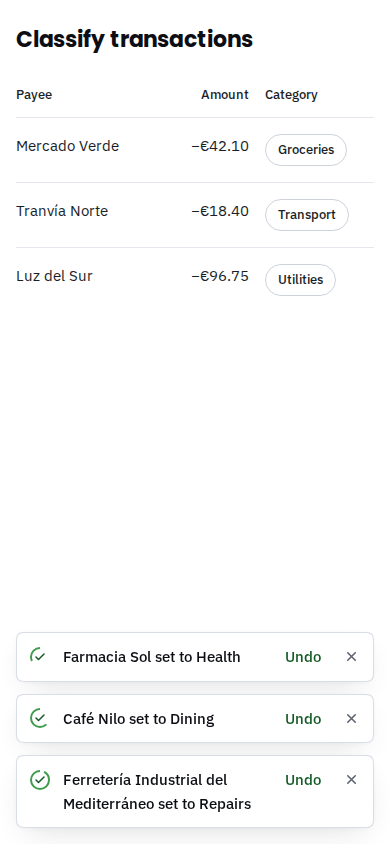 Classify transactions
Payee Amount Category
Mercado Verde −€42.10 Groceries
Tranvía Norte −€18.40 Transport
Luz del Sur −€96.75 Utilities
Farmacia Sol set to Health Undo
Café Nilo set to Dining Undo
Ferretería Industrial del Undo
Mediterráneo set to Repairs